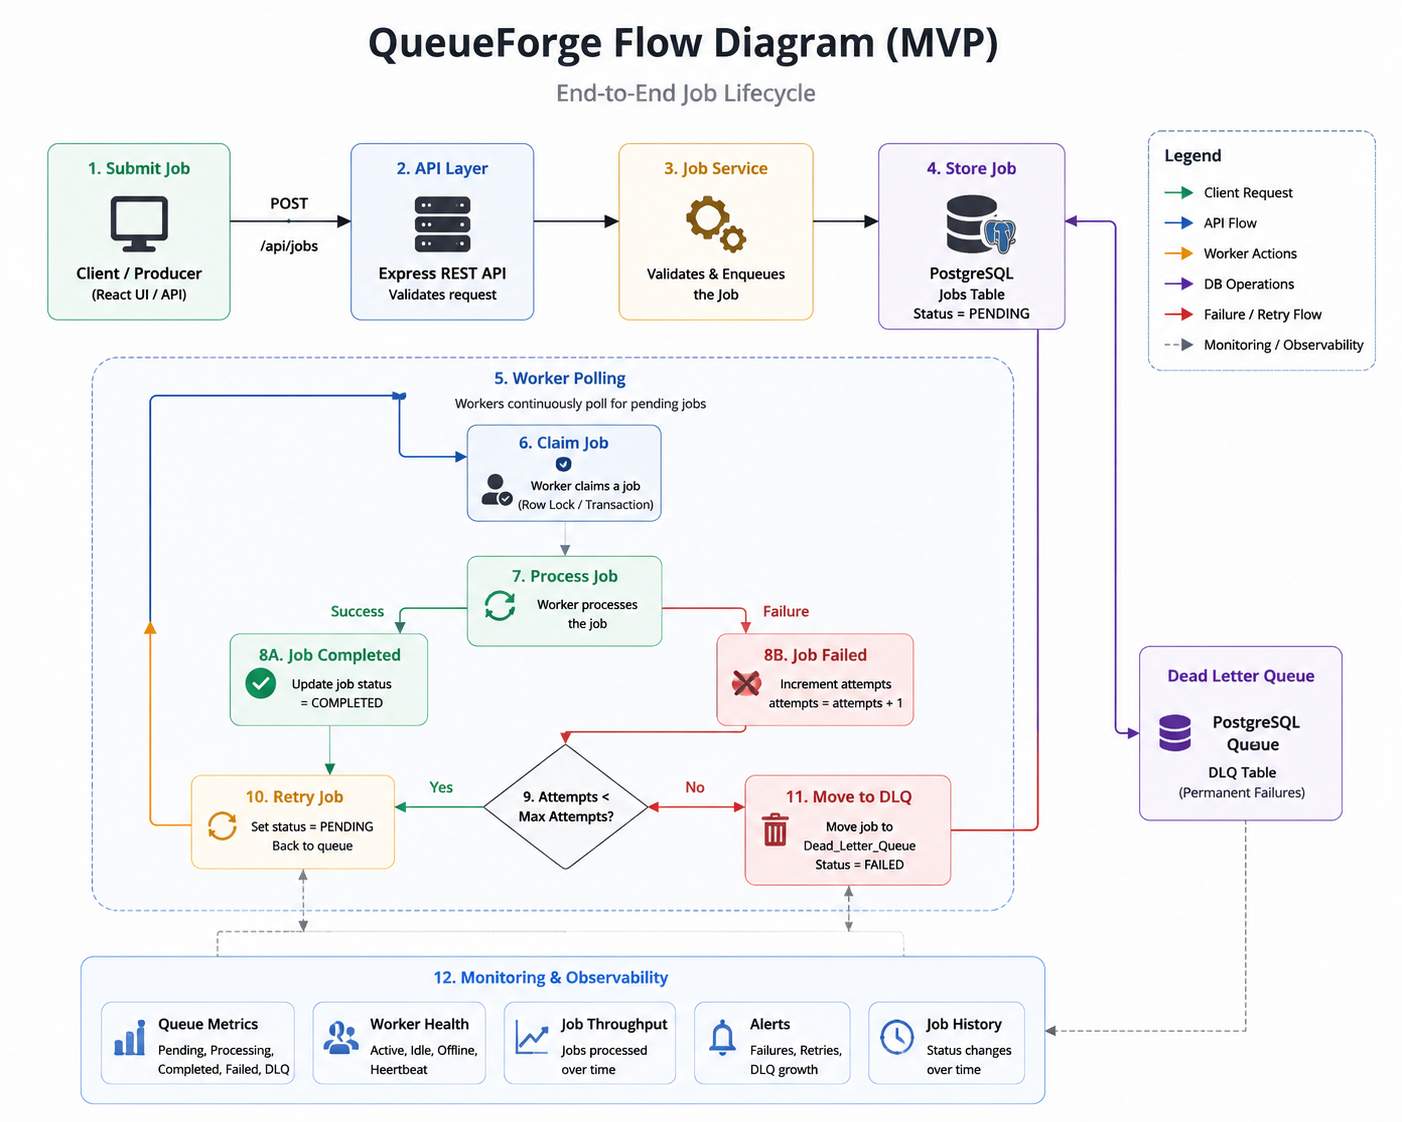 QueueForge Flow Diagram (MVP)
End-to-End Job Lifecycle
1. Submit Job
Client / Producer
(React UI / API)
POST
/api/jobs
2. API Layer
Express REST API
Validates request
3. Job Service
Validates & Enqueues
the Job
4. Store Job
PostgreSQL
Jobs Table
Status = PENDING
Legend
Client Request
API Flow
Worker Actions
DB Operations
Failure / Retry Flow
Monitoring / Observability
5. Worker Polling
Workers continuously poll for pending jobs
6. Claim Job
Worker claims a job
(Row Lock / Transaction)
7. Process Job
Worker processes
the job
Success
Failure
8A. Job Completed
Update job status
= COMPLETED
8B. Job Failed
Increment attempts
attempts = attempts + 1
9. Attempts <
Max Attempts?
Yes
No
10. Retry Job
Set status = PENDING
Back to queue
11. Move to DLQ
Move job to
Dead_Letter_Queue
Status = FAILED
Dead Letter Queue
PostgreSQL
Queue
DLQ Table
(Permanent Failures)
12. Monitoring & Observability
Queue Metrics
Pending, Processing,
Completed, Failed, DLQ
Worker Health
Active, Idle, Offline,
Heertbeat
Job Throughput
Jobs processed
over time
Alerts
Failures, Retries,
DLQ growth
Job History
Status changes
over time